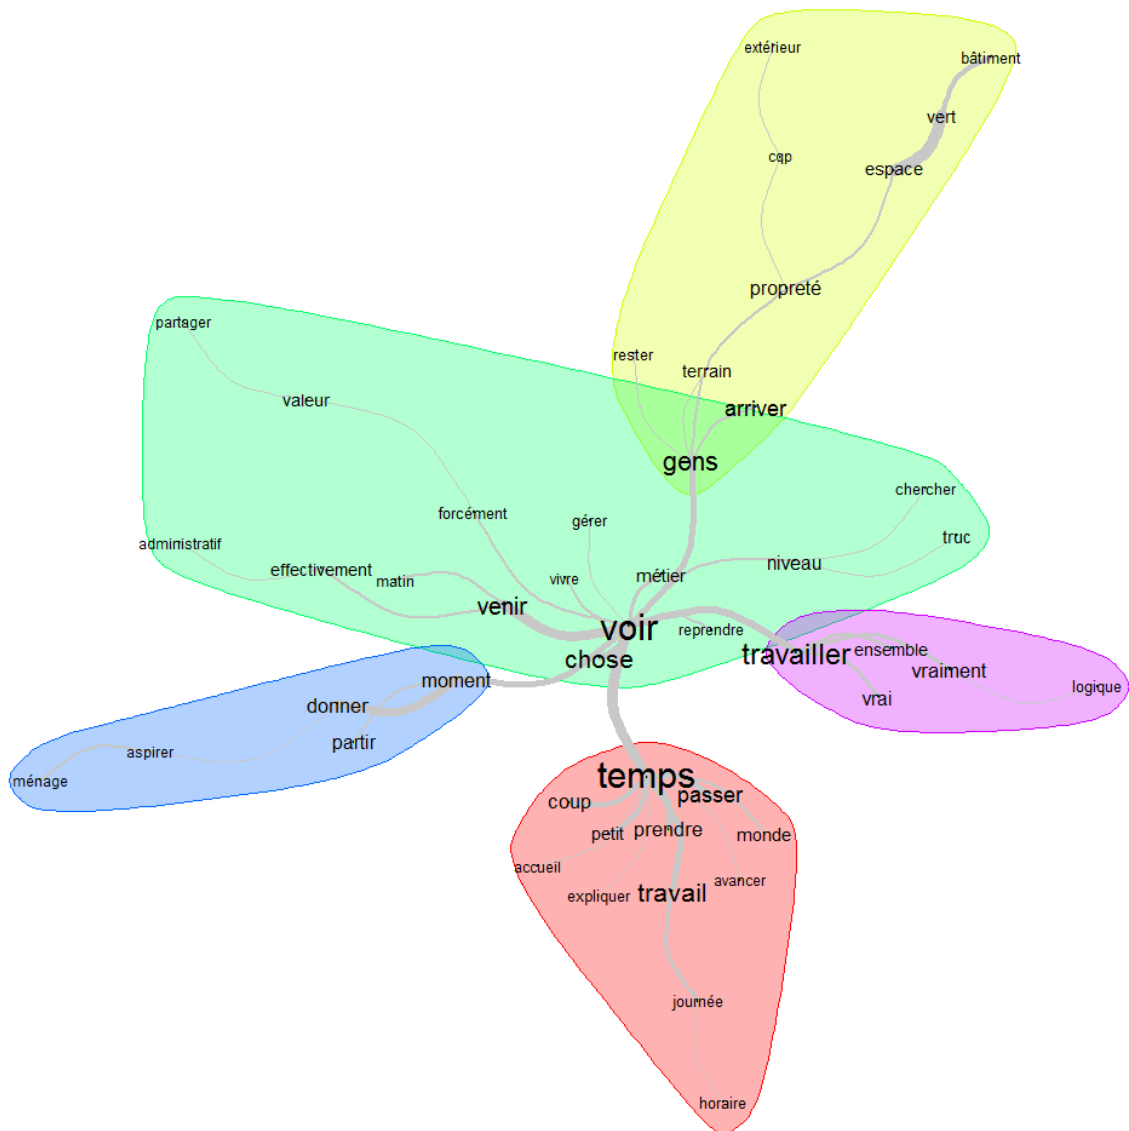 extérieur
bâtiment
vert
cqp
espace
propreté
partager
rester
terrain
valeur
arriver
gens
chercher
forcément
gérer
truc
administratif
effectivement
matin
vivre
métier
niveau
venir
voir
reprendre
chose
travailler
ensemble
vraiment
moment
logique
donner
vrai
partir
aspirer
ménage
temps
passer
coup
petit
prendre
monde
accueil
avancer
expliquer
travail
journée
horaire